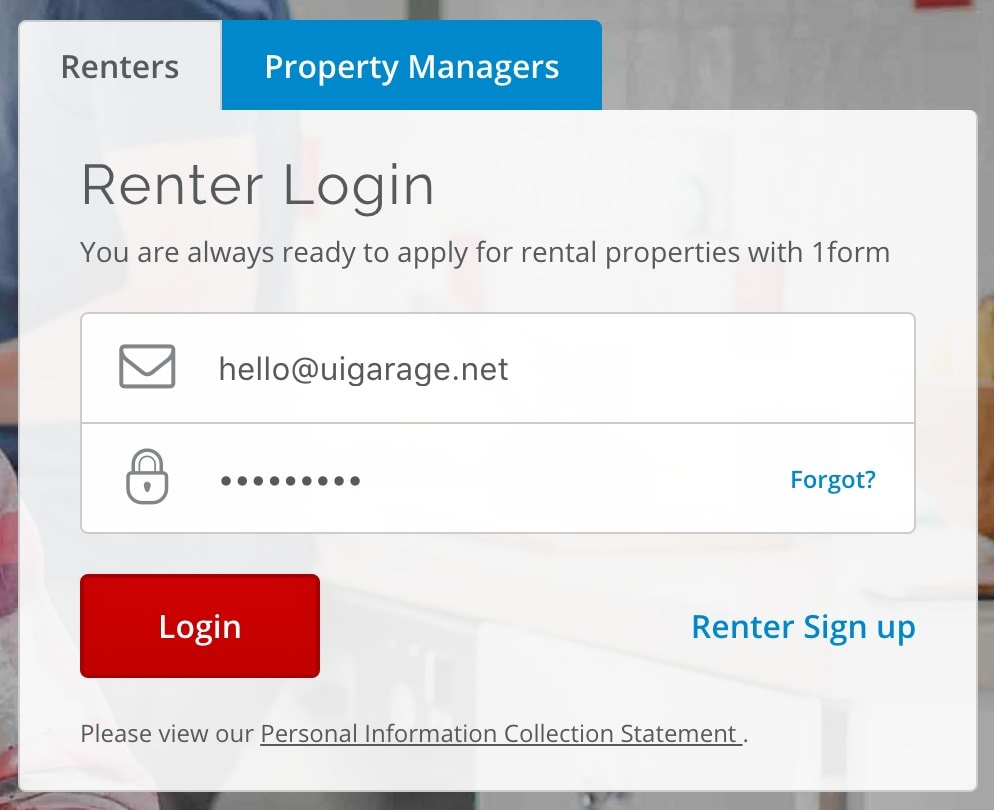 Renters
Property Managers
Renter Login
You are always ready to apply for rental properties with 1form
hello@uigarage.net
•••••••••
Forgot?
Login
Renter Sign up
Please view our Personal Information Collection Statement .